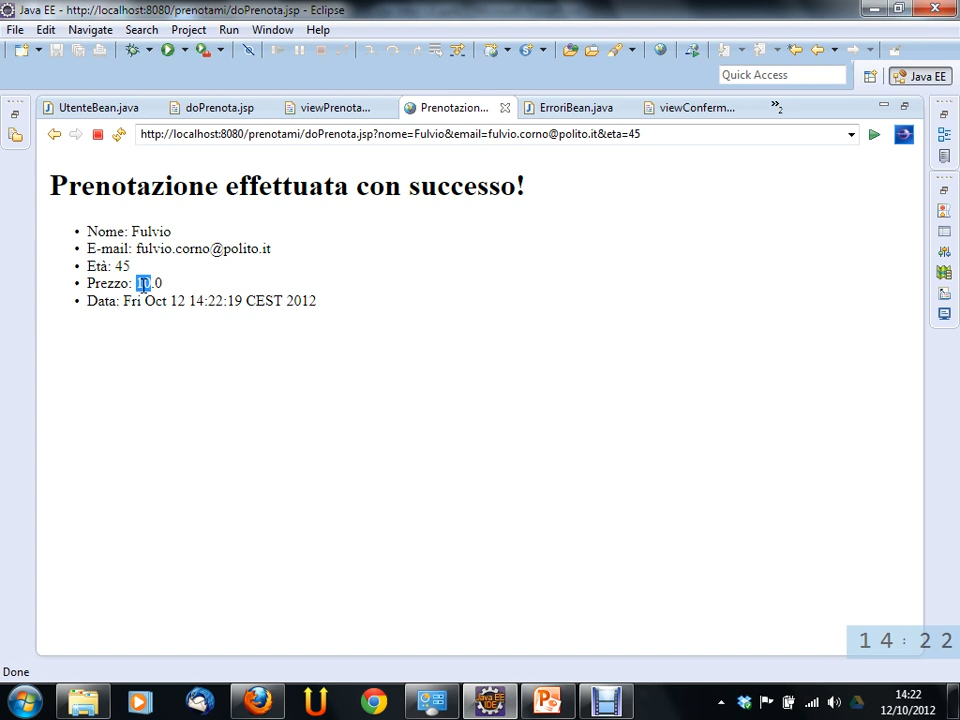 Java EE - http://localhost:8080/prenotami/doPrenota.jsp - Eclipse
File Edit Navigate Search Project Run Window Help
Quick Access
Java EE
UtenteBean.java doPrenota.jsp viewPrenota... Prenotazion... ErroriBean.java viewConferm... »2
http://localhost:8080/prenotami/doPrenota.jsp?nome=Fulvio&email=fulvio.corno@polito.it&eta=45
Prenotazione effettuata con successo!
• Nome: Fulvio
• E-mail: fulvio.corno@polito.it
• Età: 45
• Prezzo: 10.0
• Data: Fri Oct 12 14:22:19 CEST 2012
14:22
Done
Java EE IDE
14:22
12/10/2012